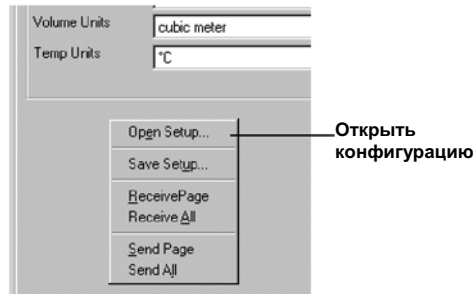 Volume Units
cubic meter
Temp Units
°C
Open Setup...
Save Setup...
ReceivePage
Receive All
Send Page
Send All
Открыть
конфигурацию